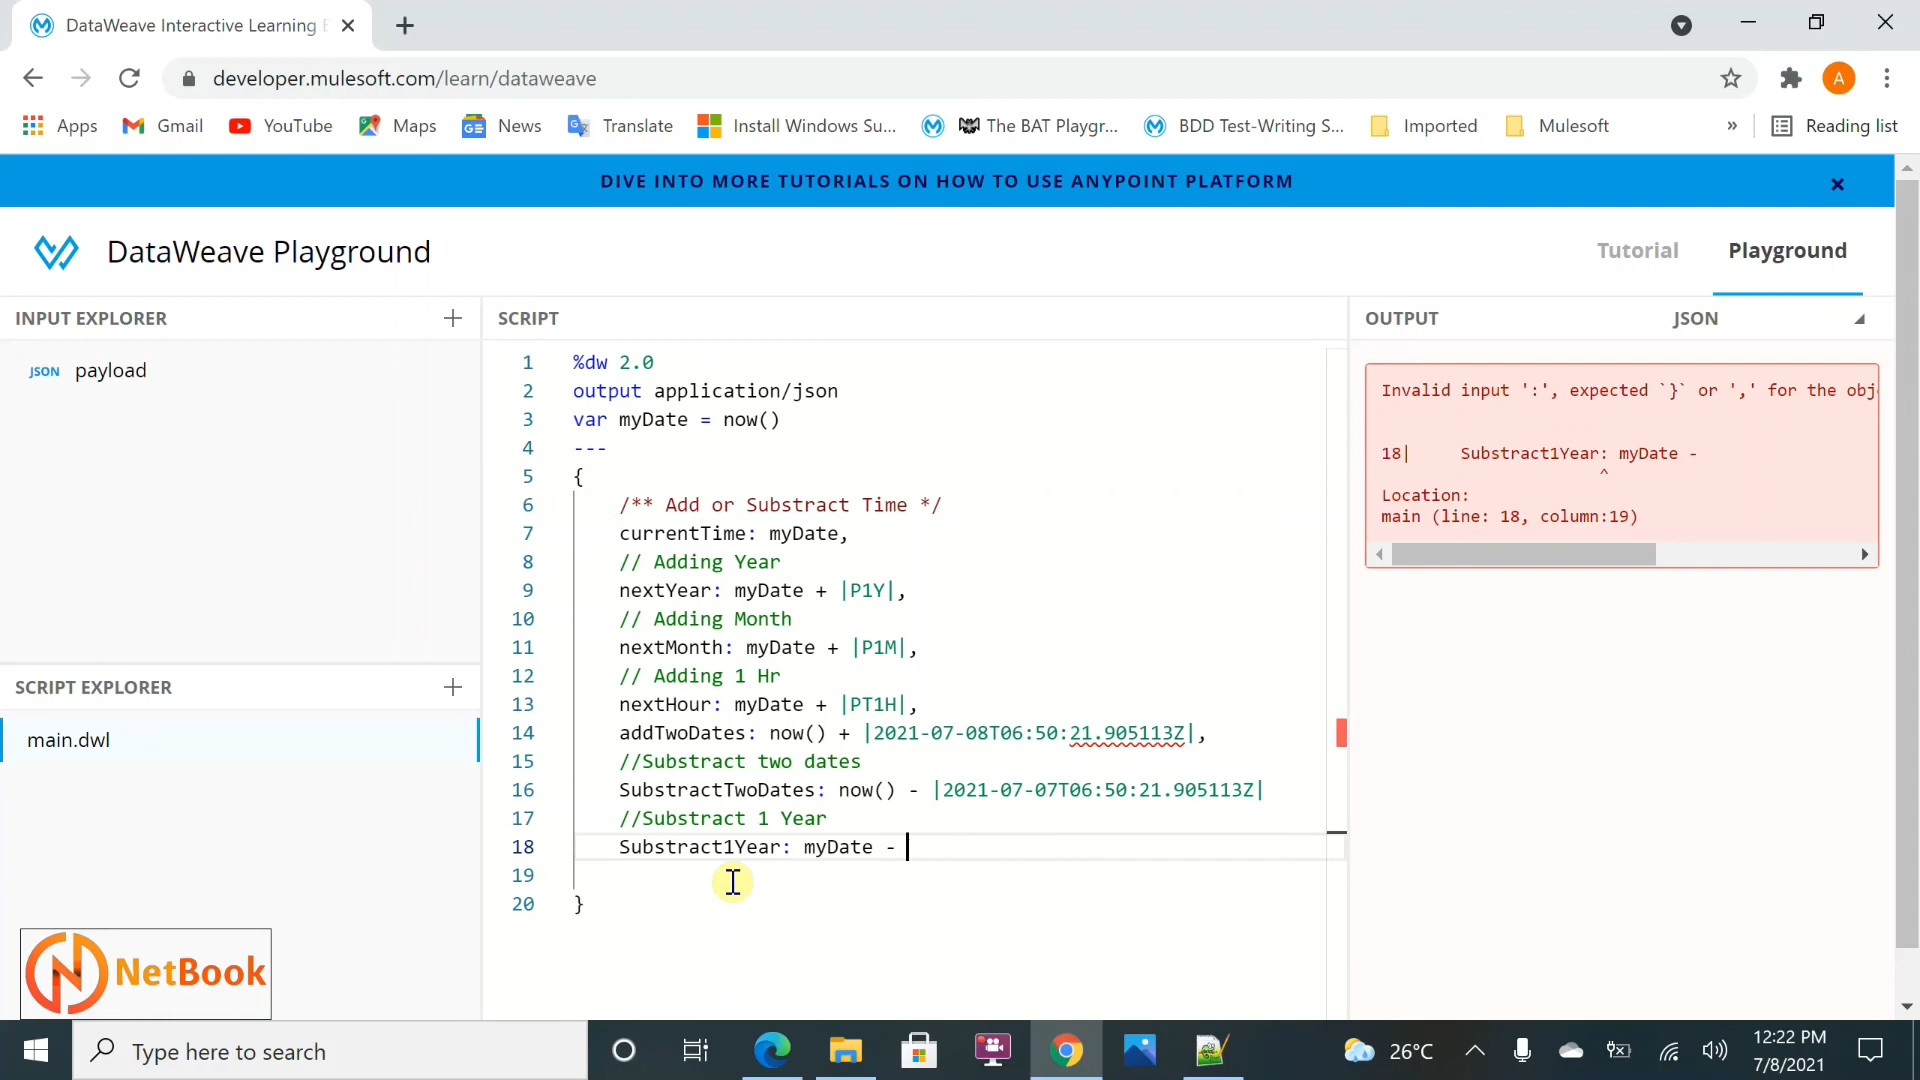 DataWeave Interactive Learning E
developer.mulesoft.com/learn/dataweave
A
Apps
Gmail
YouTube
Maps
News
Translate
Install Windows Su...
The BAT Playgr...
BDD Test-Writing S...
Imported
Mulesoft
»
Reading list
DIVE INTO MORE TUTORIALS ON HOW TO USE ANYPOINT PLATFORM
DataWeave Playground
Tutorial
Playground
INPUT EXPLORER
JSON payload
SCRIPT EXPLORER
main.dwl
SCRIPT
1 %dw 2.0
2 output application/json
3 var myDate = now()
4 ---
5 {
6 /** Add or Substract Time */
7 currentTime: myDate,
8 // Adding Year
9 nextYear: myDate + |P1Y|,
10 // Adding Month
11 nextMonth: myDate + |P1M|,
12 // Adding 1 Hr
13 nextHour: myDate + |PT1H|,
14 addTwoDates: now() + |2021-07-08T06:50:21.905113Z|,
15 //Substract two dates
16 SubstractTwoDates: now() - |2021-07-07T06:50:21.905113Z|
17 //Substract 1 Year
18 Substract1Year: myDate -
19
20 }
OUTPUT
JSON
Invalid input ':', expected `}` or ',' for the obj
18| Substract1Year: myDate -
^
Location:
main (line: 18, column:19)
NetBook
Type here to search
26°C
12:22 PM
7/8/2021